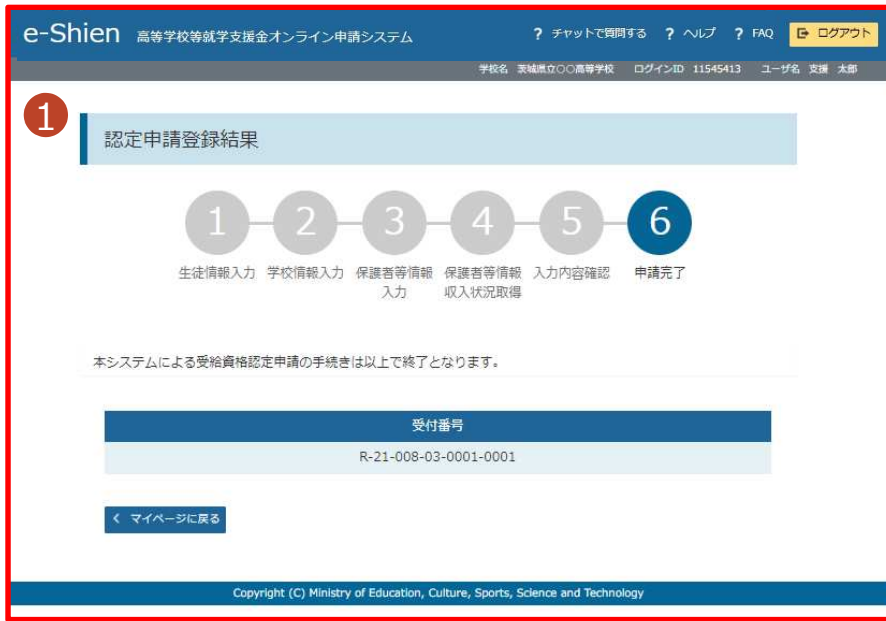 e-Shien 高等学校等就学支援金オンライン申請システム ? チャットで質問する ? ヘルプ ? FAQ ログアウト
学校名 茨城県立○○高等学校 ログインID 11545413 ユーザ名 支援 太郎
1
認定申請登録結果
1 2 3 4 5 6
生徒情報入力 学校情報入力 保護者等情報 保護者等情報 入力内容確認 申請完了
入力 収入状況取得
本システムによる受給資格認定申請の手続きは以上で終了となります。
受付番号
R-21-008-03-0001-0001
く マイページに戻る
Copyright (C) Ministry of Education, Culture, Sports, Science and Technology